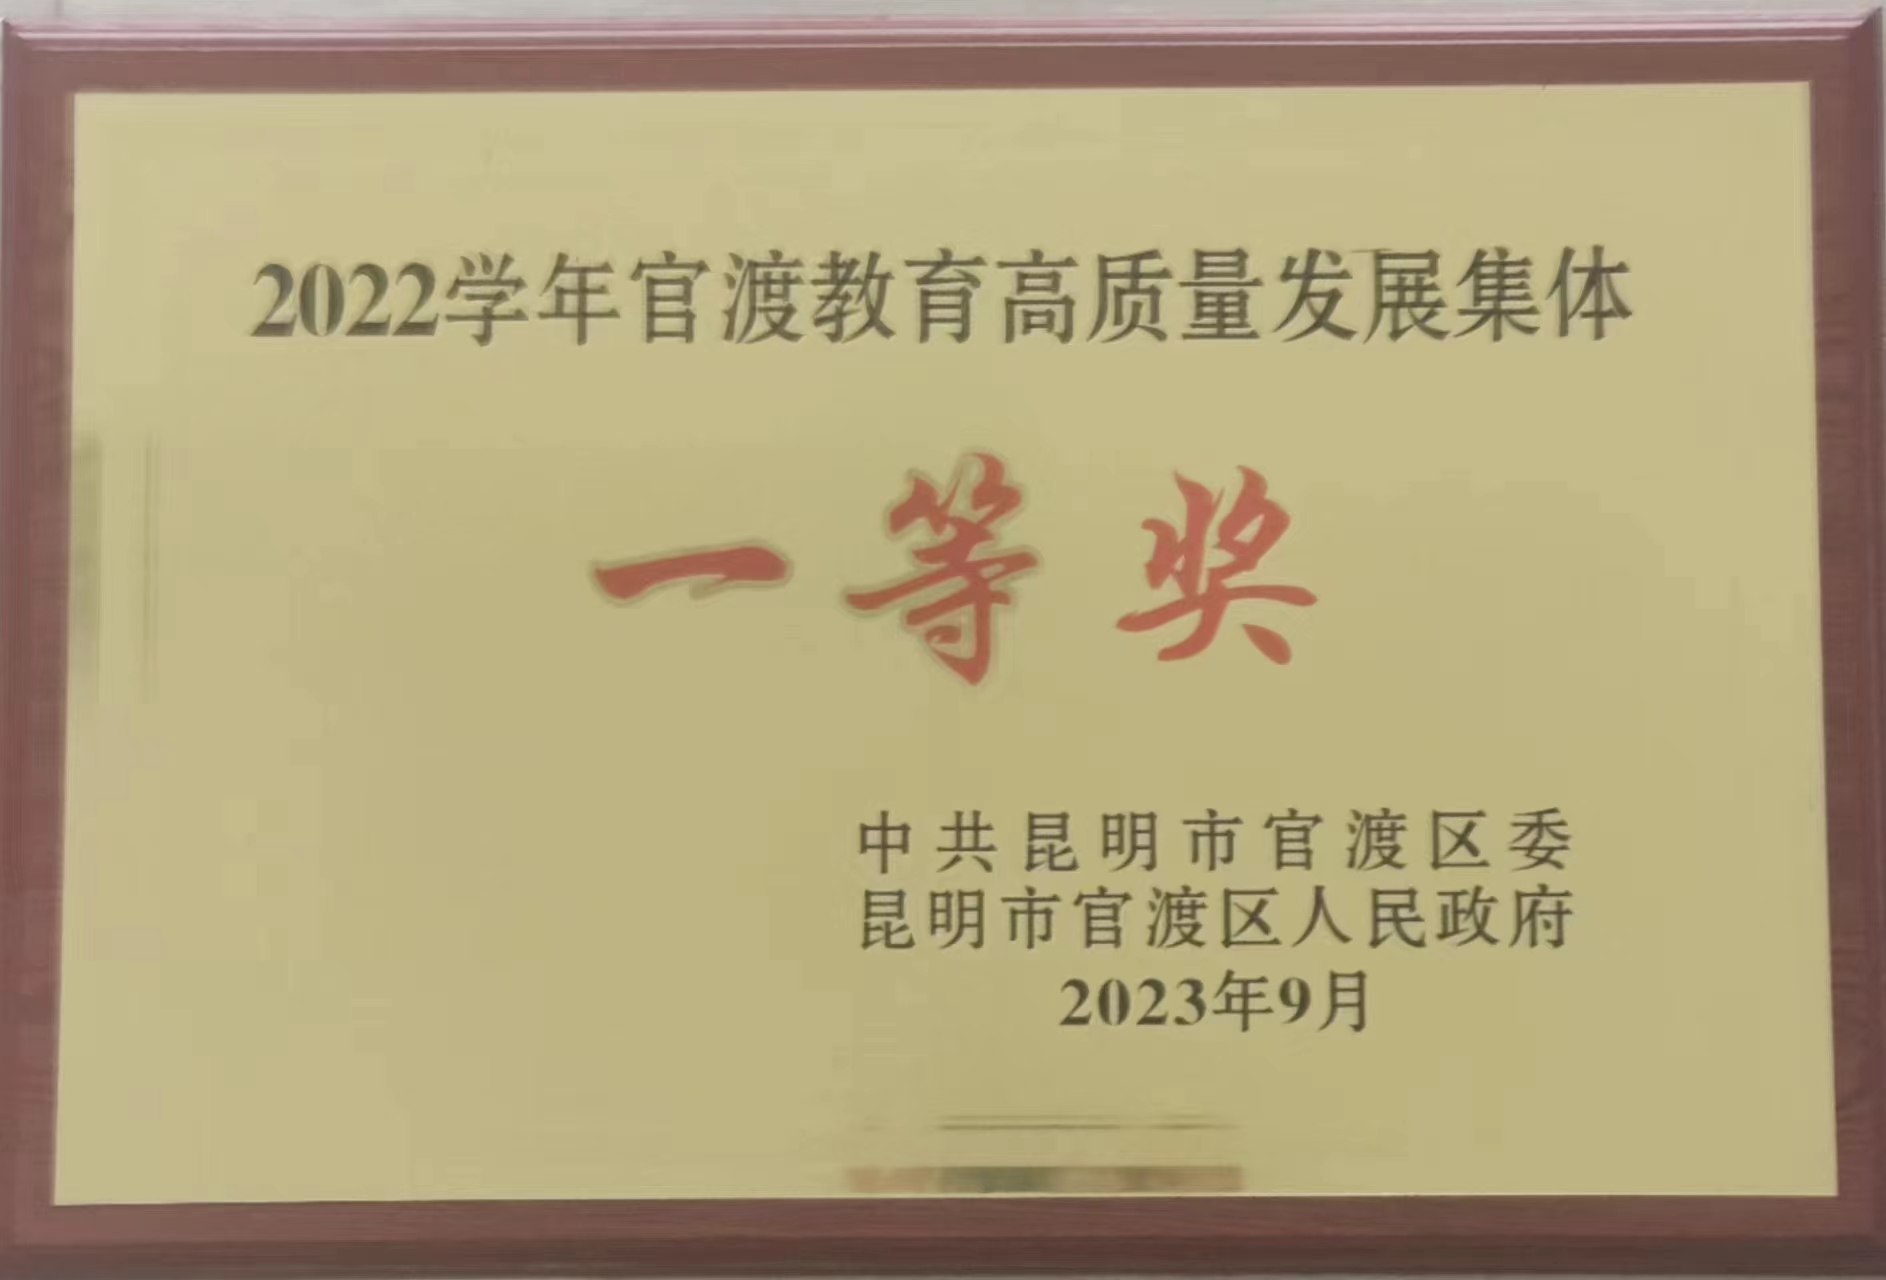 2022学年官渡教育高质量发展集体
一等奖
中共昆明市官渡区委
昆明市官渡区人民政府
2023年9月